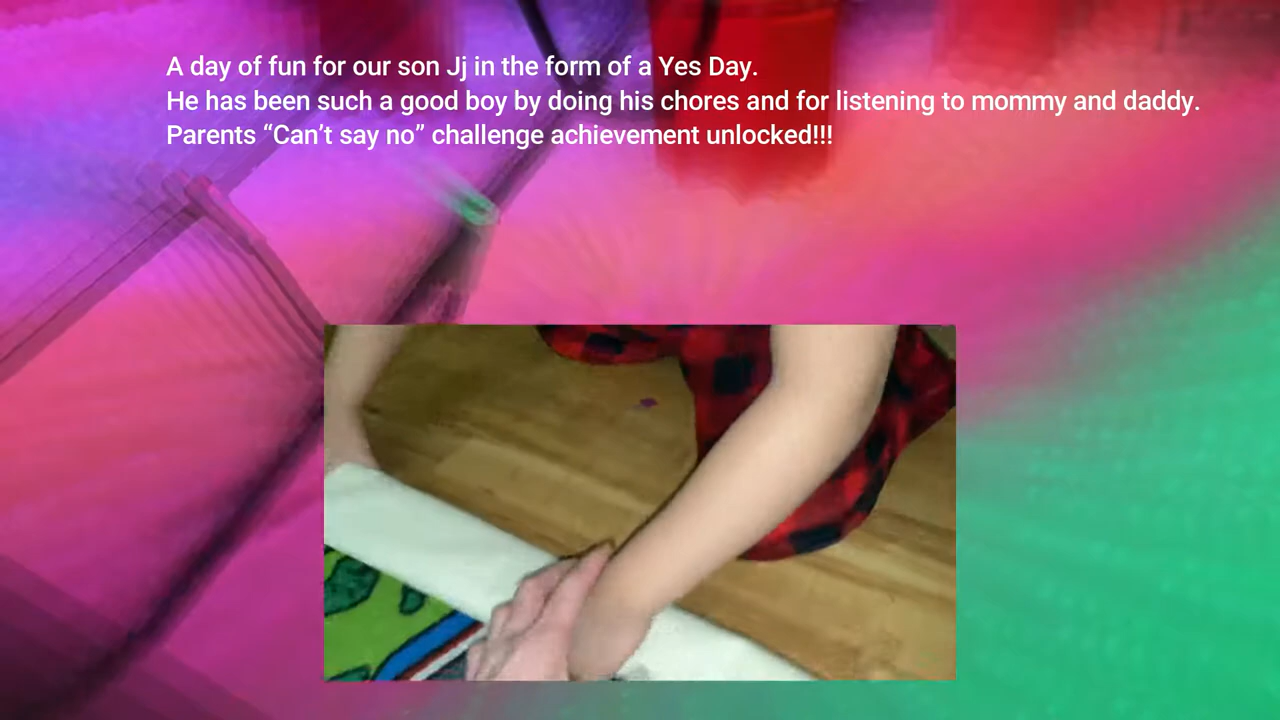 A day of fun for our son Jj in the form of a Yes Day.
He has been such a good boy by doing his chores and for listening to mommy and daddy.
Parents “Can’t say no” challenge achievement unlocked!!!